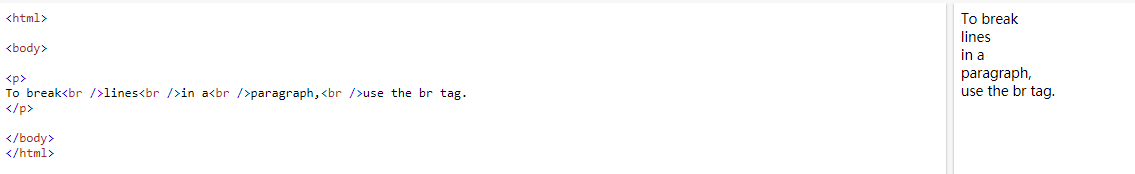 <html>
<body>
<p>
To break<br />lines<br />in a<br />paragraph,<br />use the br tag.
</p>
</body>
</html>
To break
lines
in a
paragraph,
use the br tag.